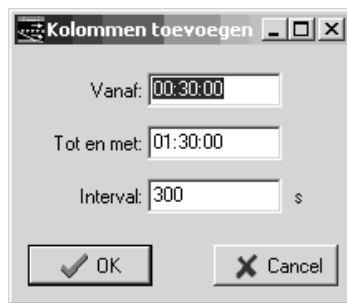 Kolommen toevoegen
Vanaf: 00:30:00
Tot en met: 01:30:00
Interval: 300 s
OK Cancel